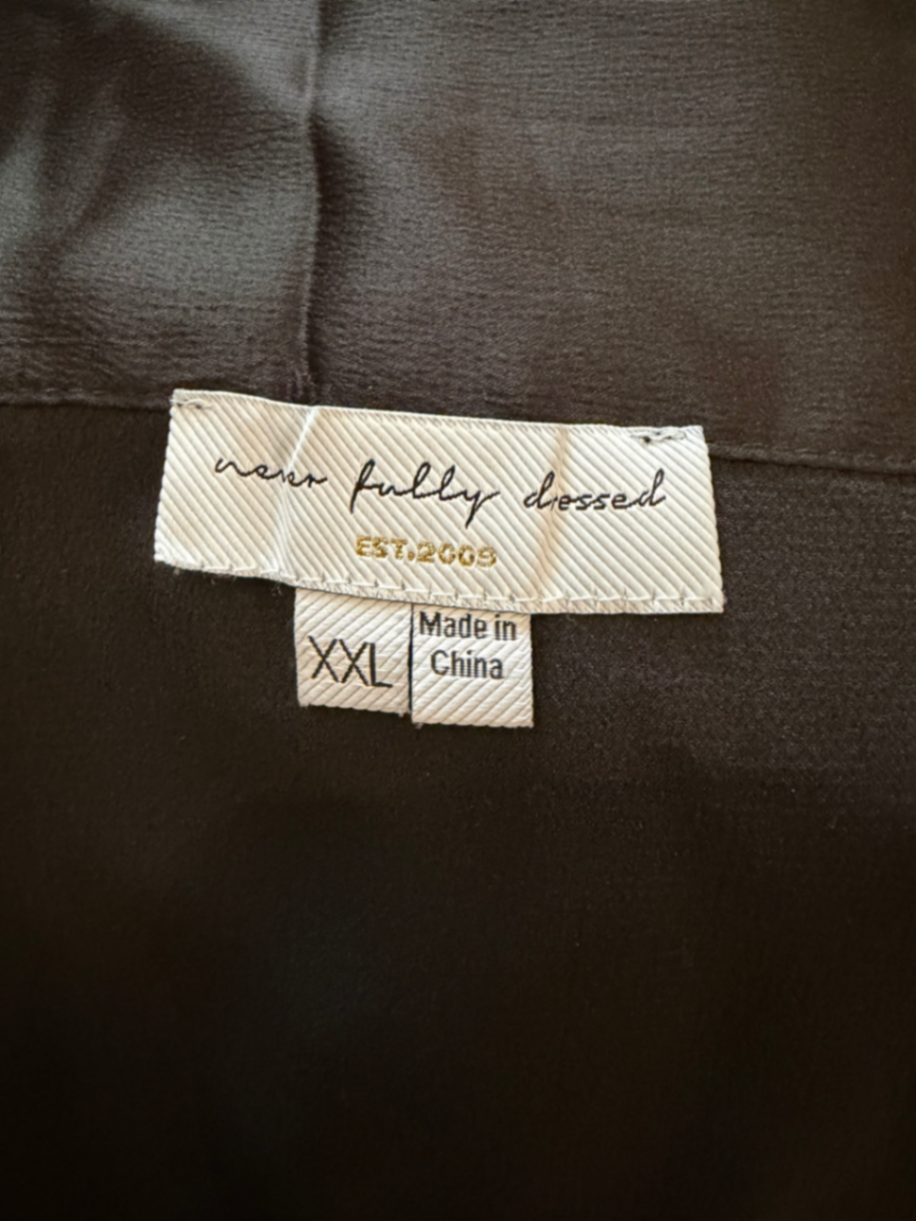 never fully dressed
EST.2009
XXL
Made in
China